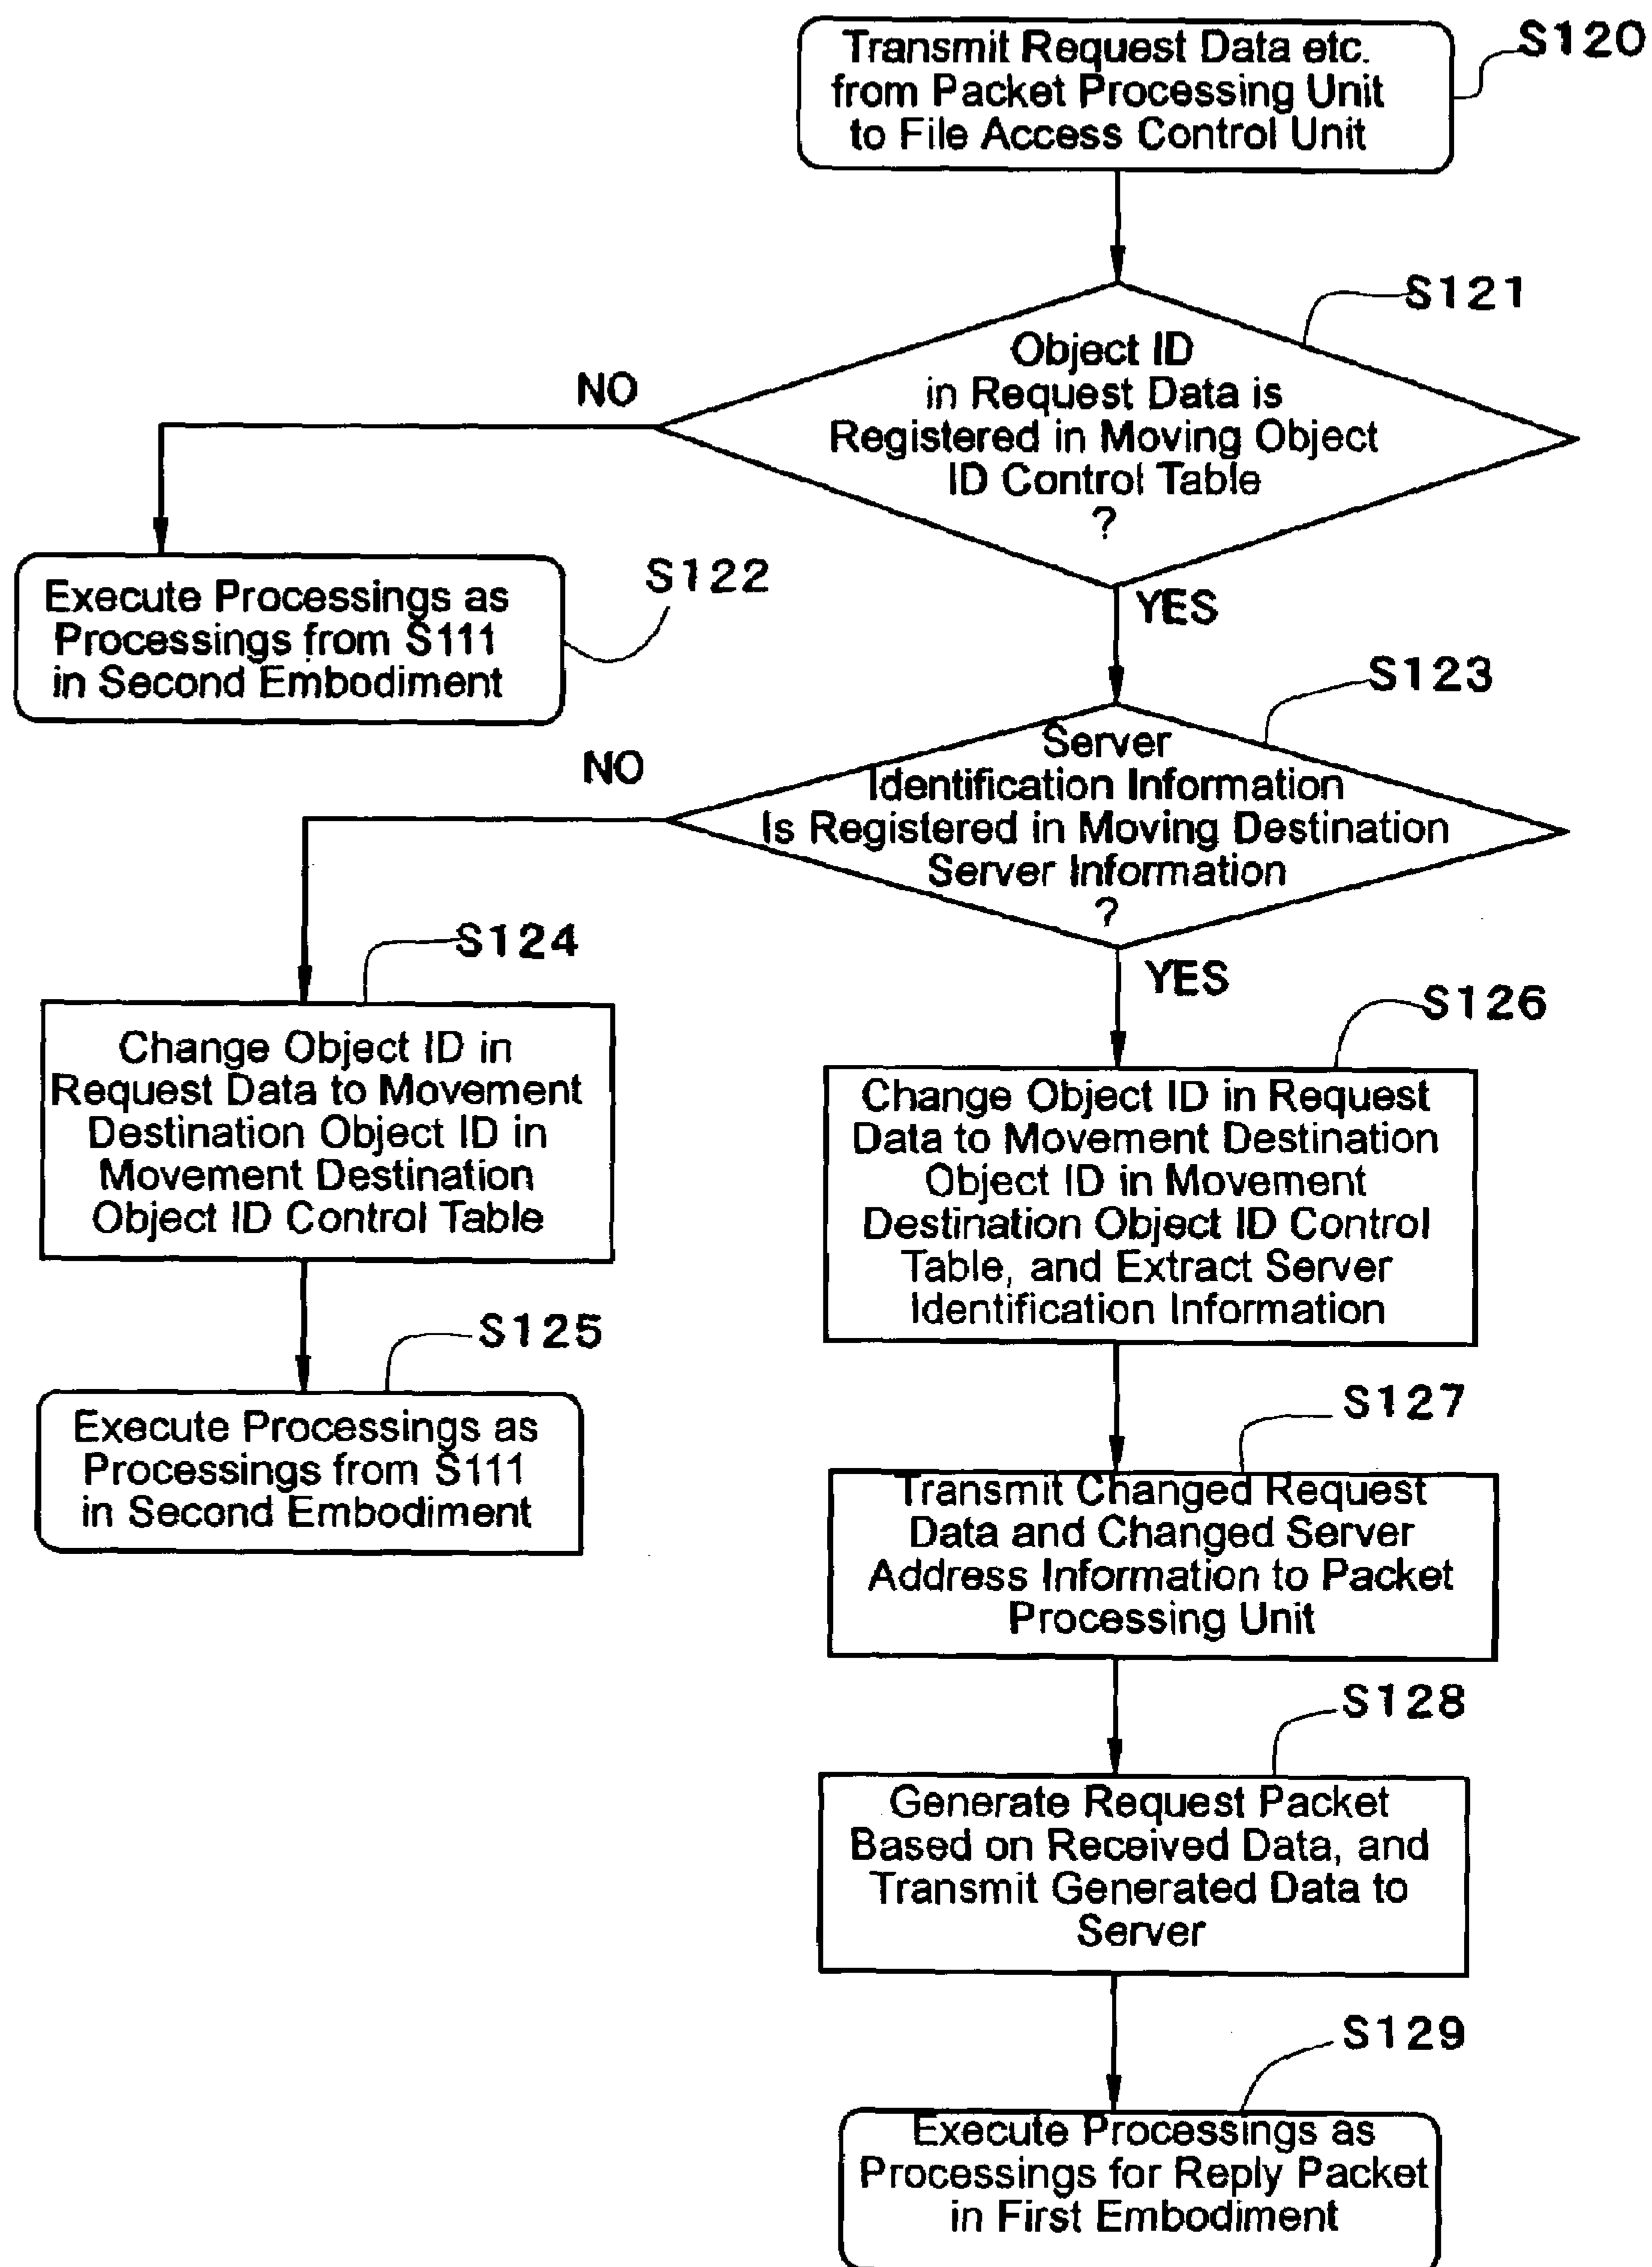 Transmit Request Data etc.
from Packet Processing Unit
to File Access Control Unit
S120
S121
Object ID
in Request Data is
Registered in Moving Object
ID Control Table
?
NO
YES
Execute Processings as
Processings from S111
in Second Embodiment
S122
S123
Server
Identification Information
Is Registered in Moving Destination
Server Information
?
NO
YES
S124
Change Object ID in
Request Data to Movement
Destination Object ID in
Movement Destination
Object ID Control Table
S125
Execute Processings as
Processings from S111
in Second Embodiment
S126
Change Object ID in Request
Data to Movement Destination
Object ID in Movement
Destination Object ID Control
Table, and Extract Server
Identification Information
S127
Transmit Changed Request
Data and Changed Server
Address Information to Packet
Processing Unit
S128
Generate Request Packet
Based on Received Data, and
Transmit Generated Data to
Server
S129
Execute Processings as
Processings for Reply Packet
in First Embodiment